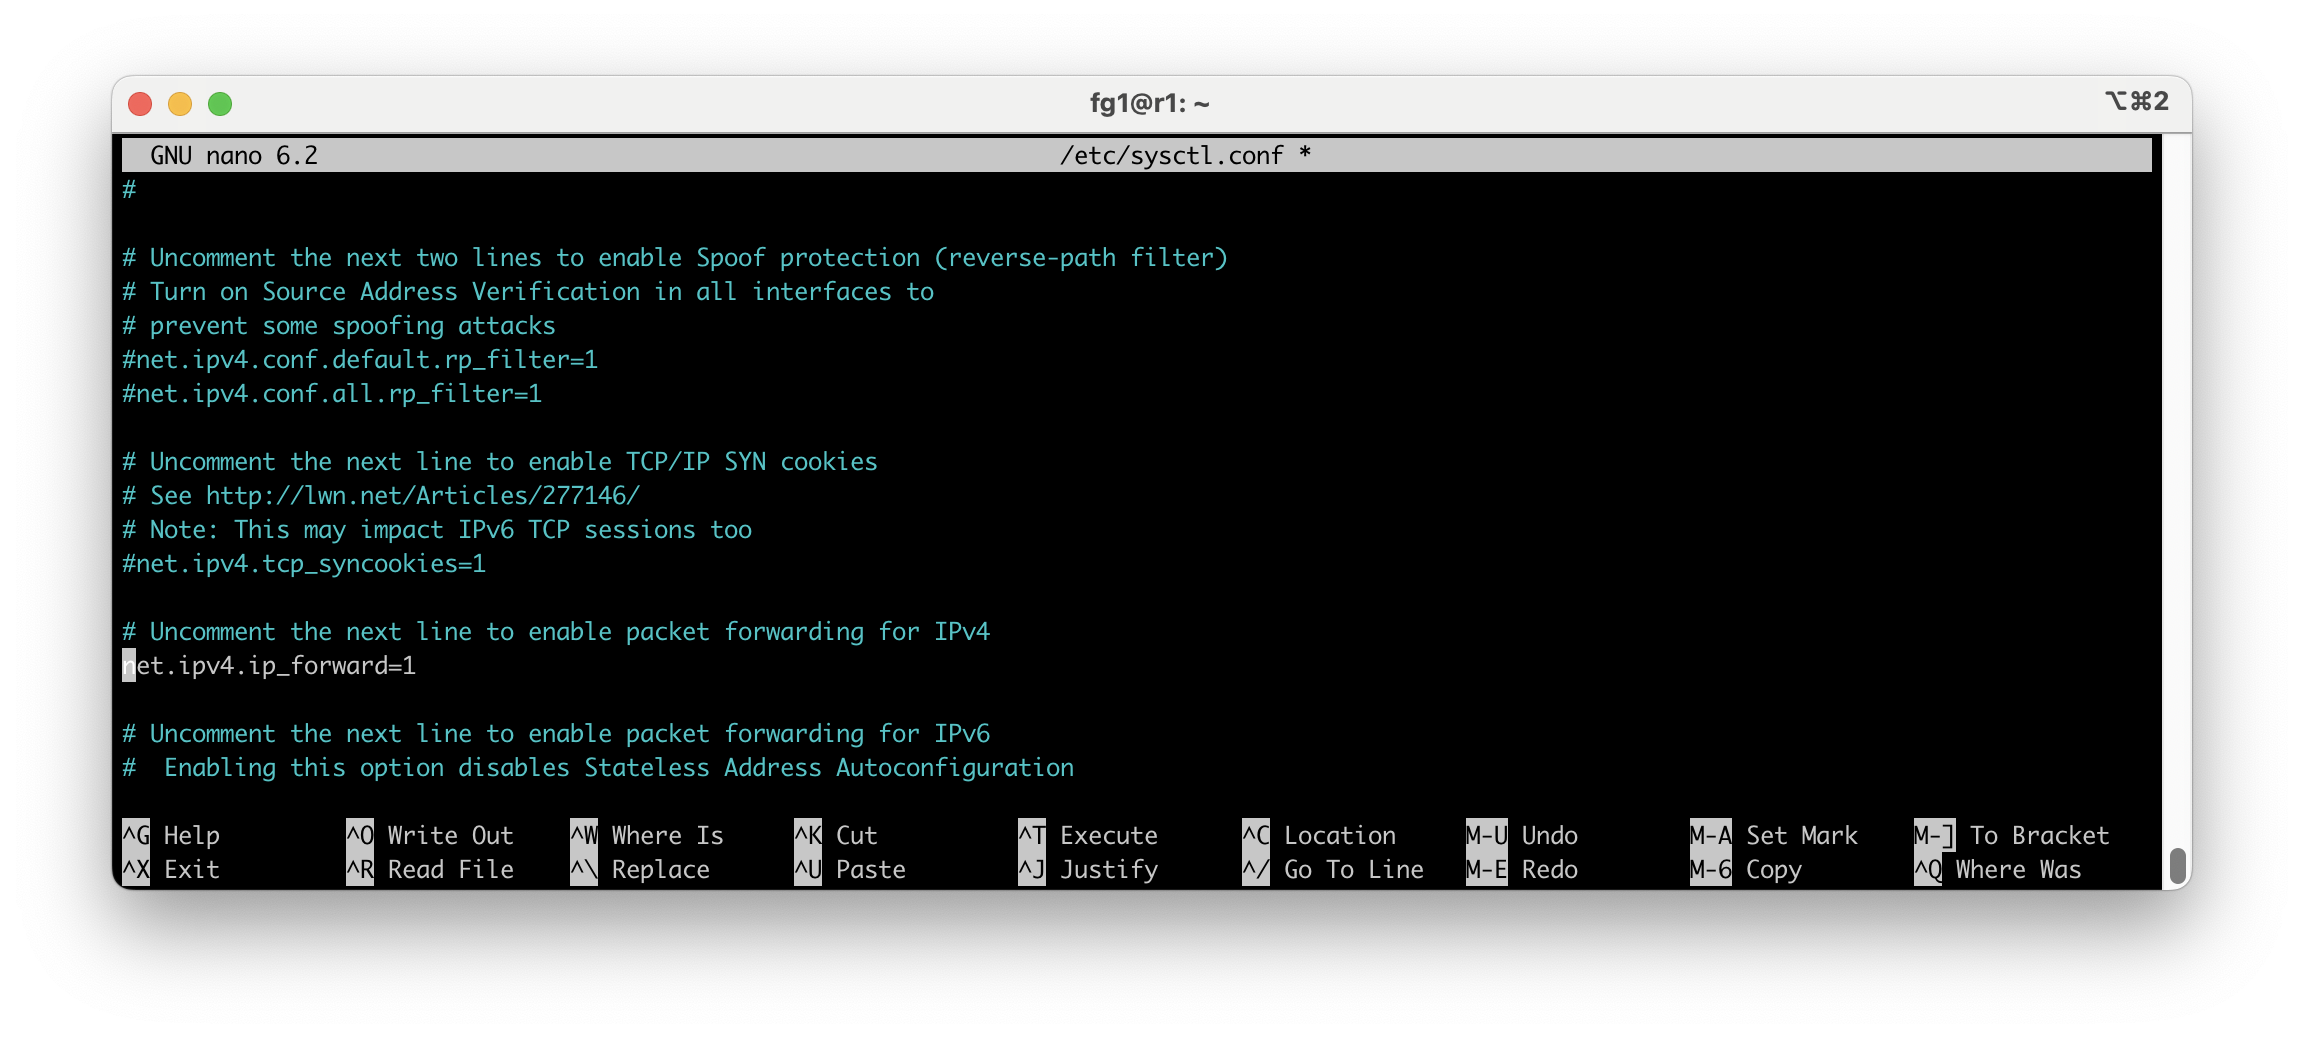 fg1@r1: ~
⌥⌘2
GNU nano 6.2 /etc/sysctl.conf *
#
# Uncomment the next two lines to enable Spoof protection (reverse-path filter)
# Turn on Source Address Verification in all interfaces to
# prevent some spoofing attacks
#net.ipv4.conf.default.rp_filter=1
#net.ipv4.conf.all.rp_filter=1
# Uncomment the next line to enable TCP/IP SYN cookies
# See http://lwn.net/Articles/277146/
# Note: This may impact IPv6 TCP sessions too
#net.ipv4.tcp_syncookies=1
# Uncomment the next line to enable packet forwarding for IPv4
net.ipv4.ip_forward=1
# Uncomment the next line to enable packet forwarding for IPv6
#  Enabling this option disables Stateless Address Autoconfiguration
^G Help ^O Write Out ^W Where Is ^K Cut ^T Execute ^C Location M-U Undo M-A Set Mark M-] To Bracket
^X Exit ^R Read File ^\ Replace ^U Paste ^J Justify ^/ Go To Line M-E Redo M-6 Copy ^Q Where Was